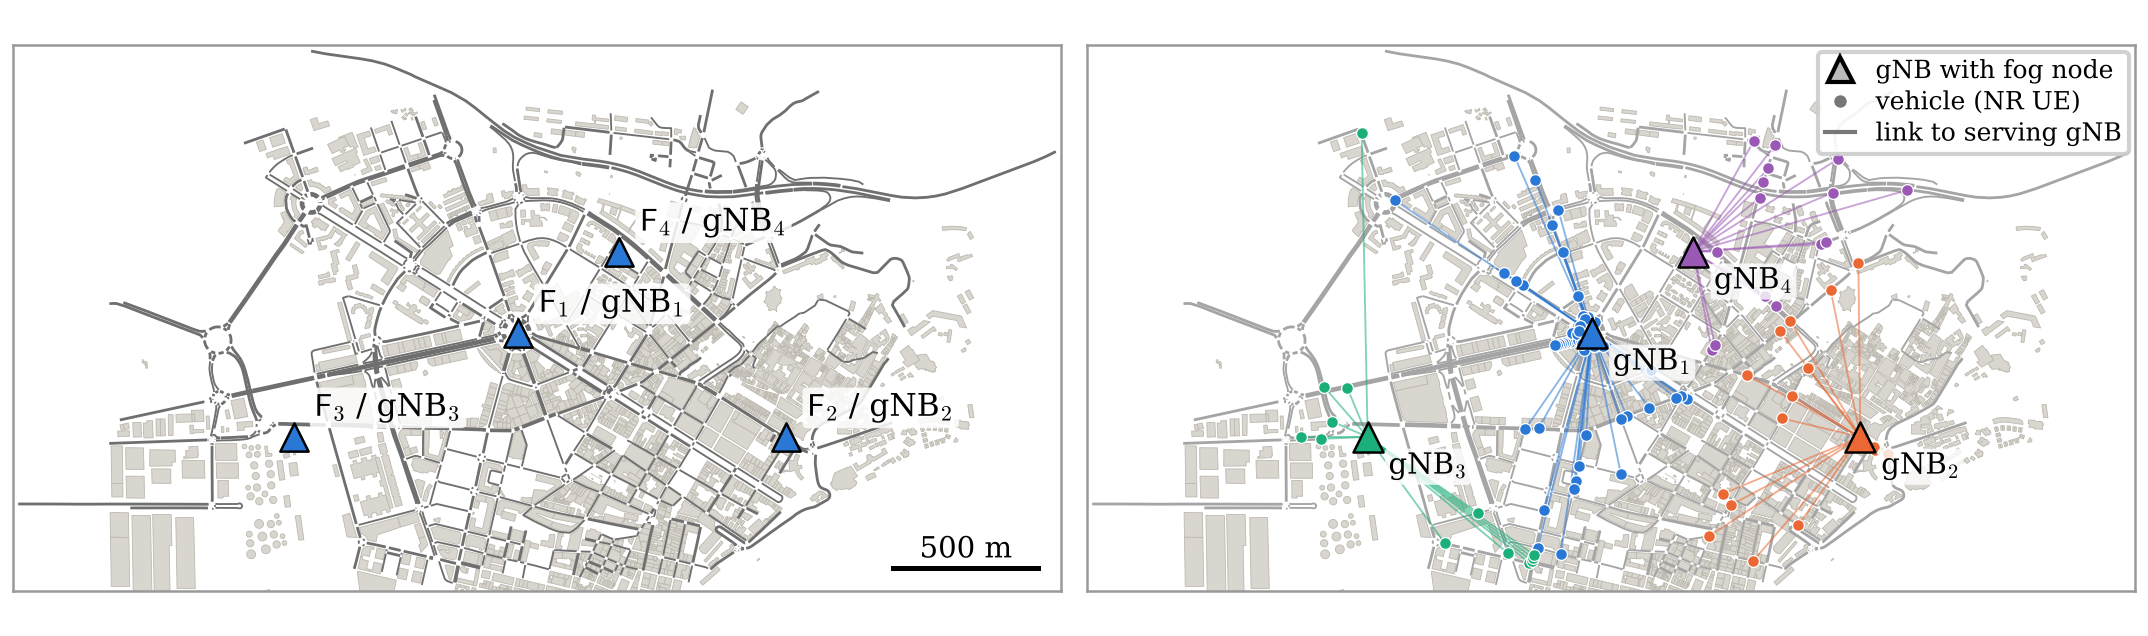 F₄ / gNB₄
F₁ / gNB₁
F₃ / gNB₃
F₂ / gNB₂
500 m
gNB with fog node
vehicle (NR UE)
link to serving gNB
gNB₄
gNB₁
gNB₃
gNB₂